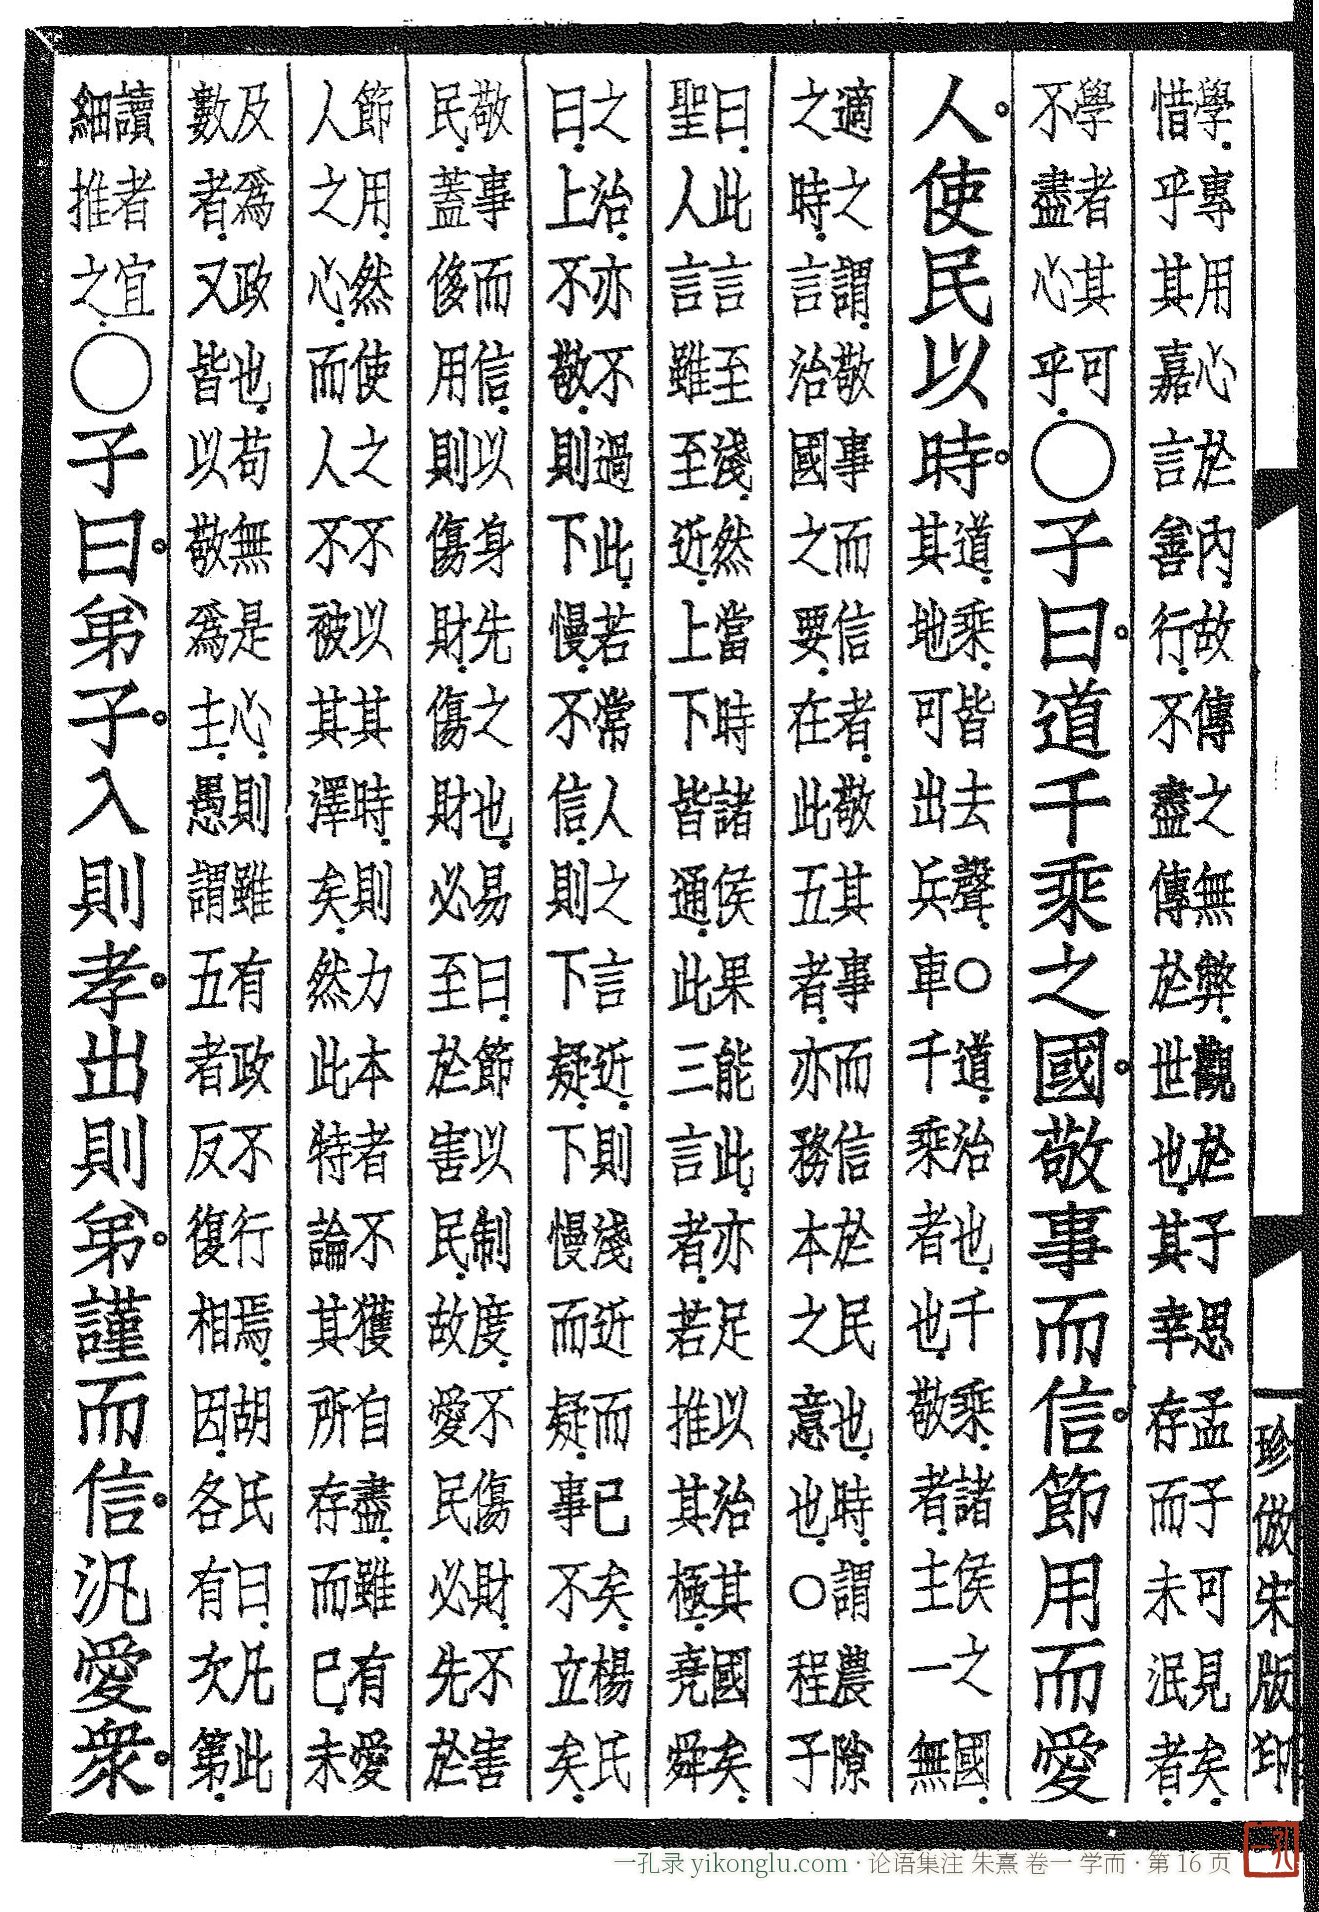 學專用心於內故傳之無弊觀於子思孟子可見矣
惜乎其嘉言善行不盡傳於世也其幸存而未泯者
學者其可
不盡心乎
○子曰道千乘之國敬事而信節用而愛
人使民以時
道乘皆去聲○道治也千乘諸侯之國
其地可出兵車千乘者也敬者主一無
適之謂敬事而信者敬其事而信於民也時謂農隙
之時言治國之要在此五者亦務本之意也○程子
曰此言至淺然當時諸侯果能此亦足以治其國矣
聖人言雖至近上下皆通此三言者若推其極堯舜
之治亦不過此若常人之言近則淺近而已矣楊氏
曰上不敬則下慢不信則下疑下慢而疑事不立矣
敬事而信以身先之也易曰節以制度不傷財不害
民蓋侈用則傷財傷財必至於害民故愛民必先於
節用然使之不以其時則力本者不獲自盡雖有愛
人之心而人不被其澤矣然此特論其所存而已未
及爲政也苟無是心則雖有政不行焉胡氏曰凡此
數者又皆以敬爲主愚謂五者反復相因各有次第
讀者宜
細推之
○子曰弟子入則孝出則弟謹而信汎愛衆
珍倣宋版印
一孔录 yikonglu.com · 论语集注 朱熹 卷一 学而 · 第 16 页
一孔